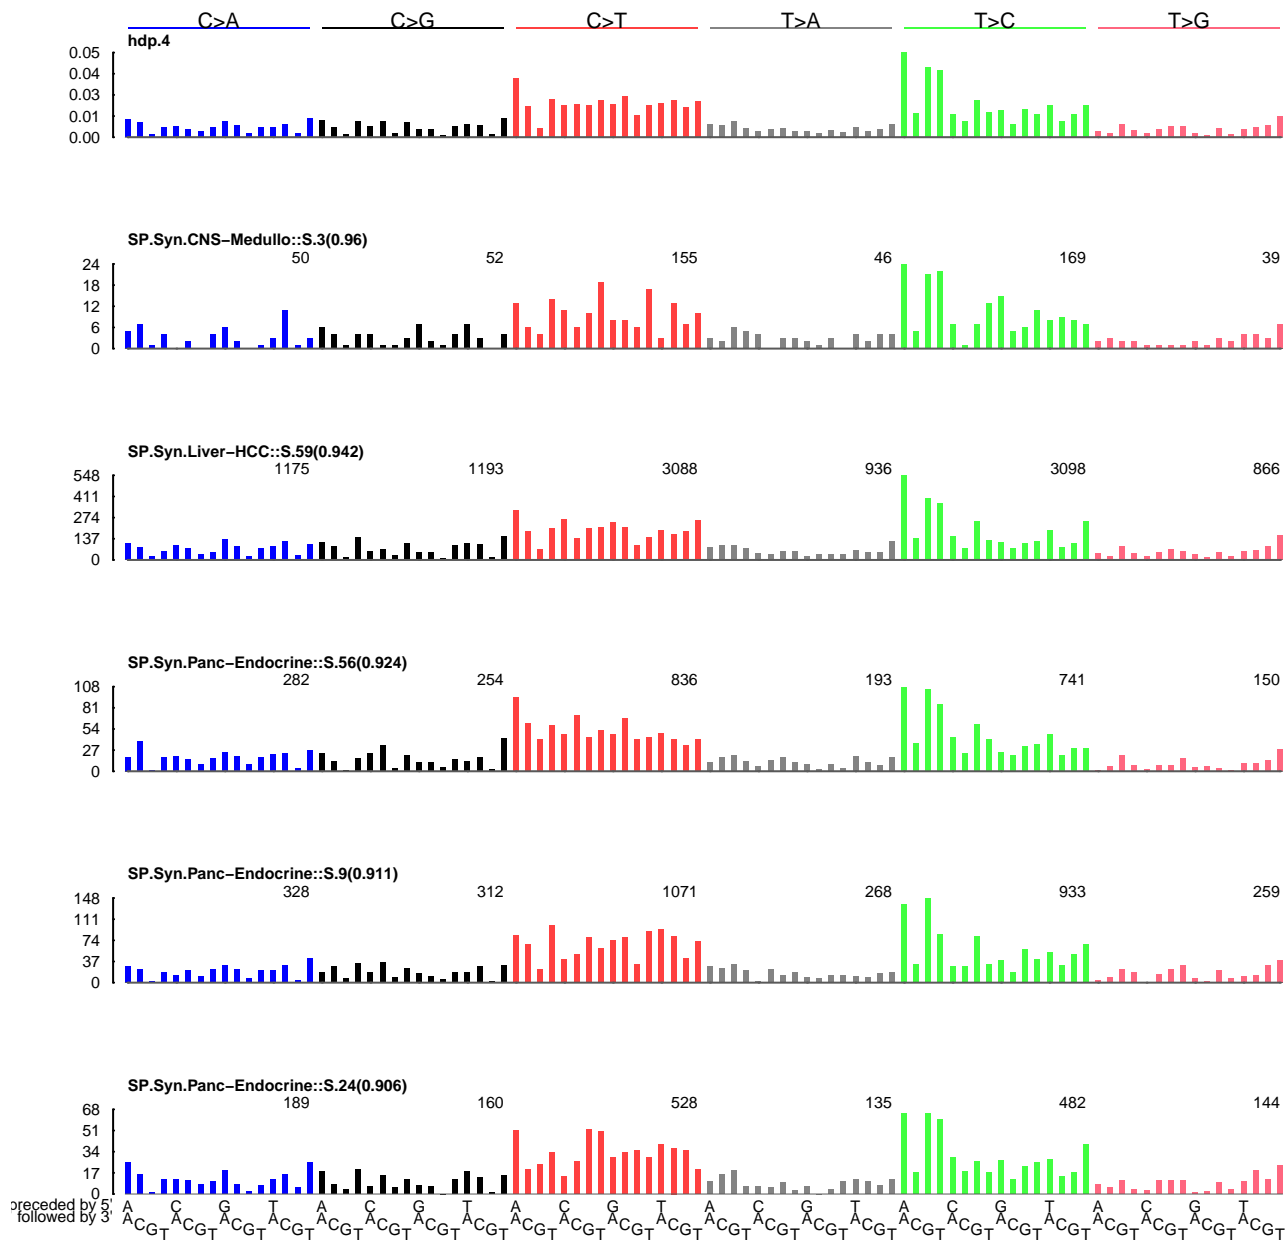 C>A C>G C>T T>A T>C T>G
hdp.4
0.05
0.04
0.03
0.01
0.00
SP.Syn.CNS−Medullo::S.3(0.96)
50 52 155 46 169 39
24
18
12
6
0
SP.Syn.Liver−HCC::S.59(0.942)
1175 1193 3088 936 3098 866
548
411
274
137
0
SP.Syn.Panc−Endocrine::S.56(0.924)
282 254 836 193 741 150
108
81
54
27
0
SP.Syn.Panc−Endocrine::S.9(0.911)
328 312 1071 268 933 259
148
111
74
37
0
SP.Syn.Panc−Endocrine::S.24(0.906)
189 160 528 135 482 144
68
51
34
17
0
preceded by 5' A C G T A C G T A C G T A C G T A C G T A C G T
followed by 3' A C G T A C G T A C G T A C G T A C G T A C G T A C G T A C G T A C G T A C G T A C G T A C G T A C G T A C G T A C G T A C G T A C G T A C G T A C G T A C G T A C G T A C G T A C G T A C G T